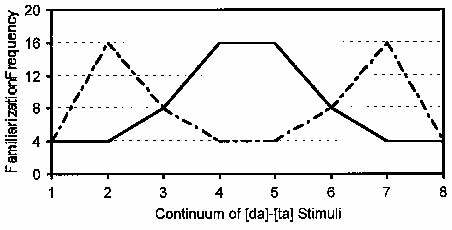 20
16
12
8
4
0
FamiliarizationFrequency
1 2 3 4 5 6 7 8
Continuum of [da]-[ta] Stimuli